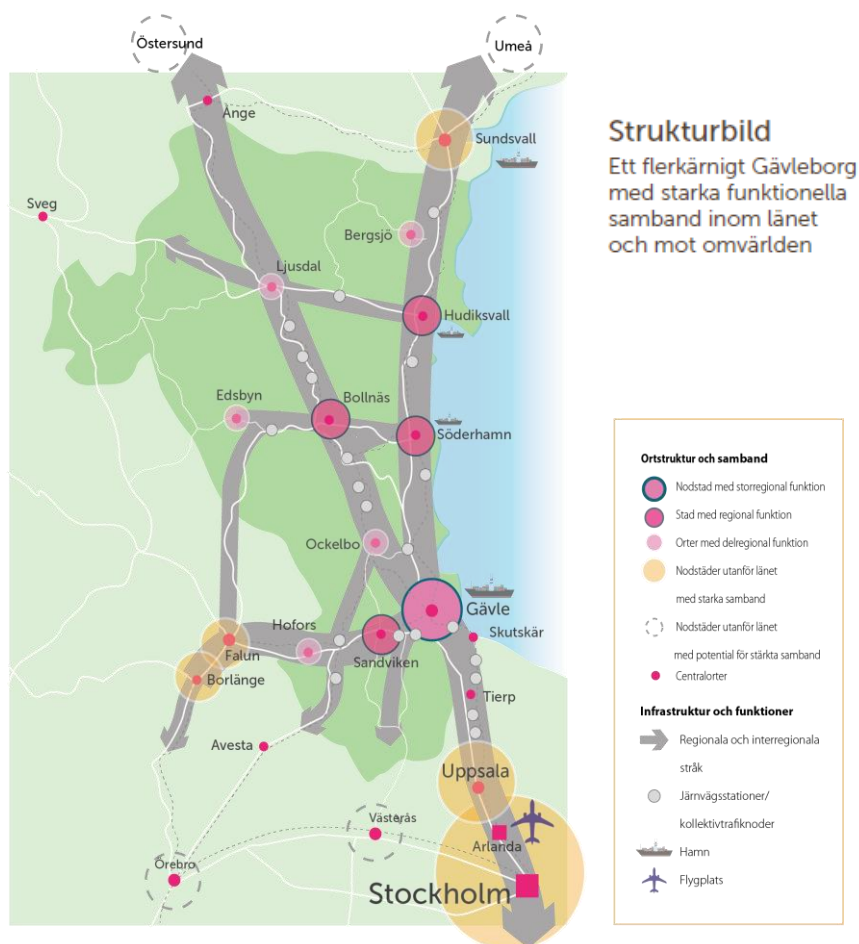 Östersund
Umeå
Ånge
Sundsvall
Sveg
Bergsjö
Ljusdal
Hudiksvall
Edsbyn
Bollnäs
Söderhamn
Ockelbo
Gävle
Hofors
Skutskär
Falun
Sandviken
Borlänge
Tierp
Avesta
Uppsala
Västerås
Arlanda
Örebro
Stockholm
Strukturbild
Ett flerkärnigt Gävleborg
med starka funktionella
samband inom länet
och mot omvärlden
Ortstruktur och samband
Nodstad med storregional funktion
Stad med regional funktion
Orter med delregional funktion
Nodstäder utanför länet
med starka samband
Nodstäder utanför länet
med potential för stärkta samband
Centralorter
Infrastruktur och funktioner
Regionala och interregionala
stråk
Järnvägsstationer/
kollektivtrafiknoder
Hamn
Flygplats